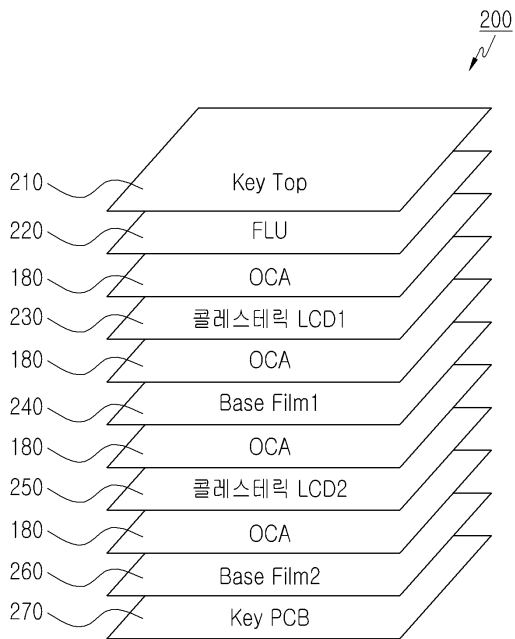 200
210 Key Top
220 FLU
180 OCA
230 콜레스테릭 LCD1
180 OCA
240 Base Film1
180 OCA
250 콜레스테릭 LCD2
180 OCA
260 Base Film2
270 Key PCB